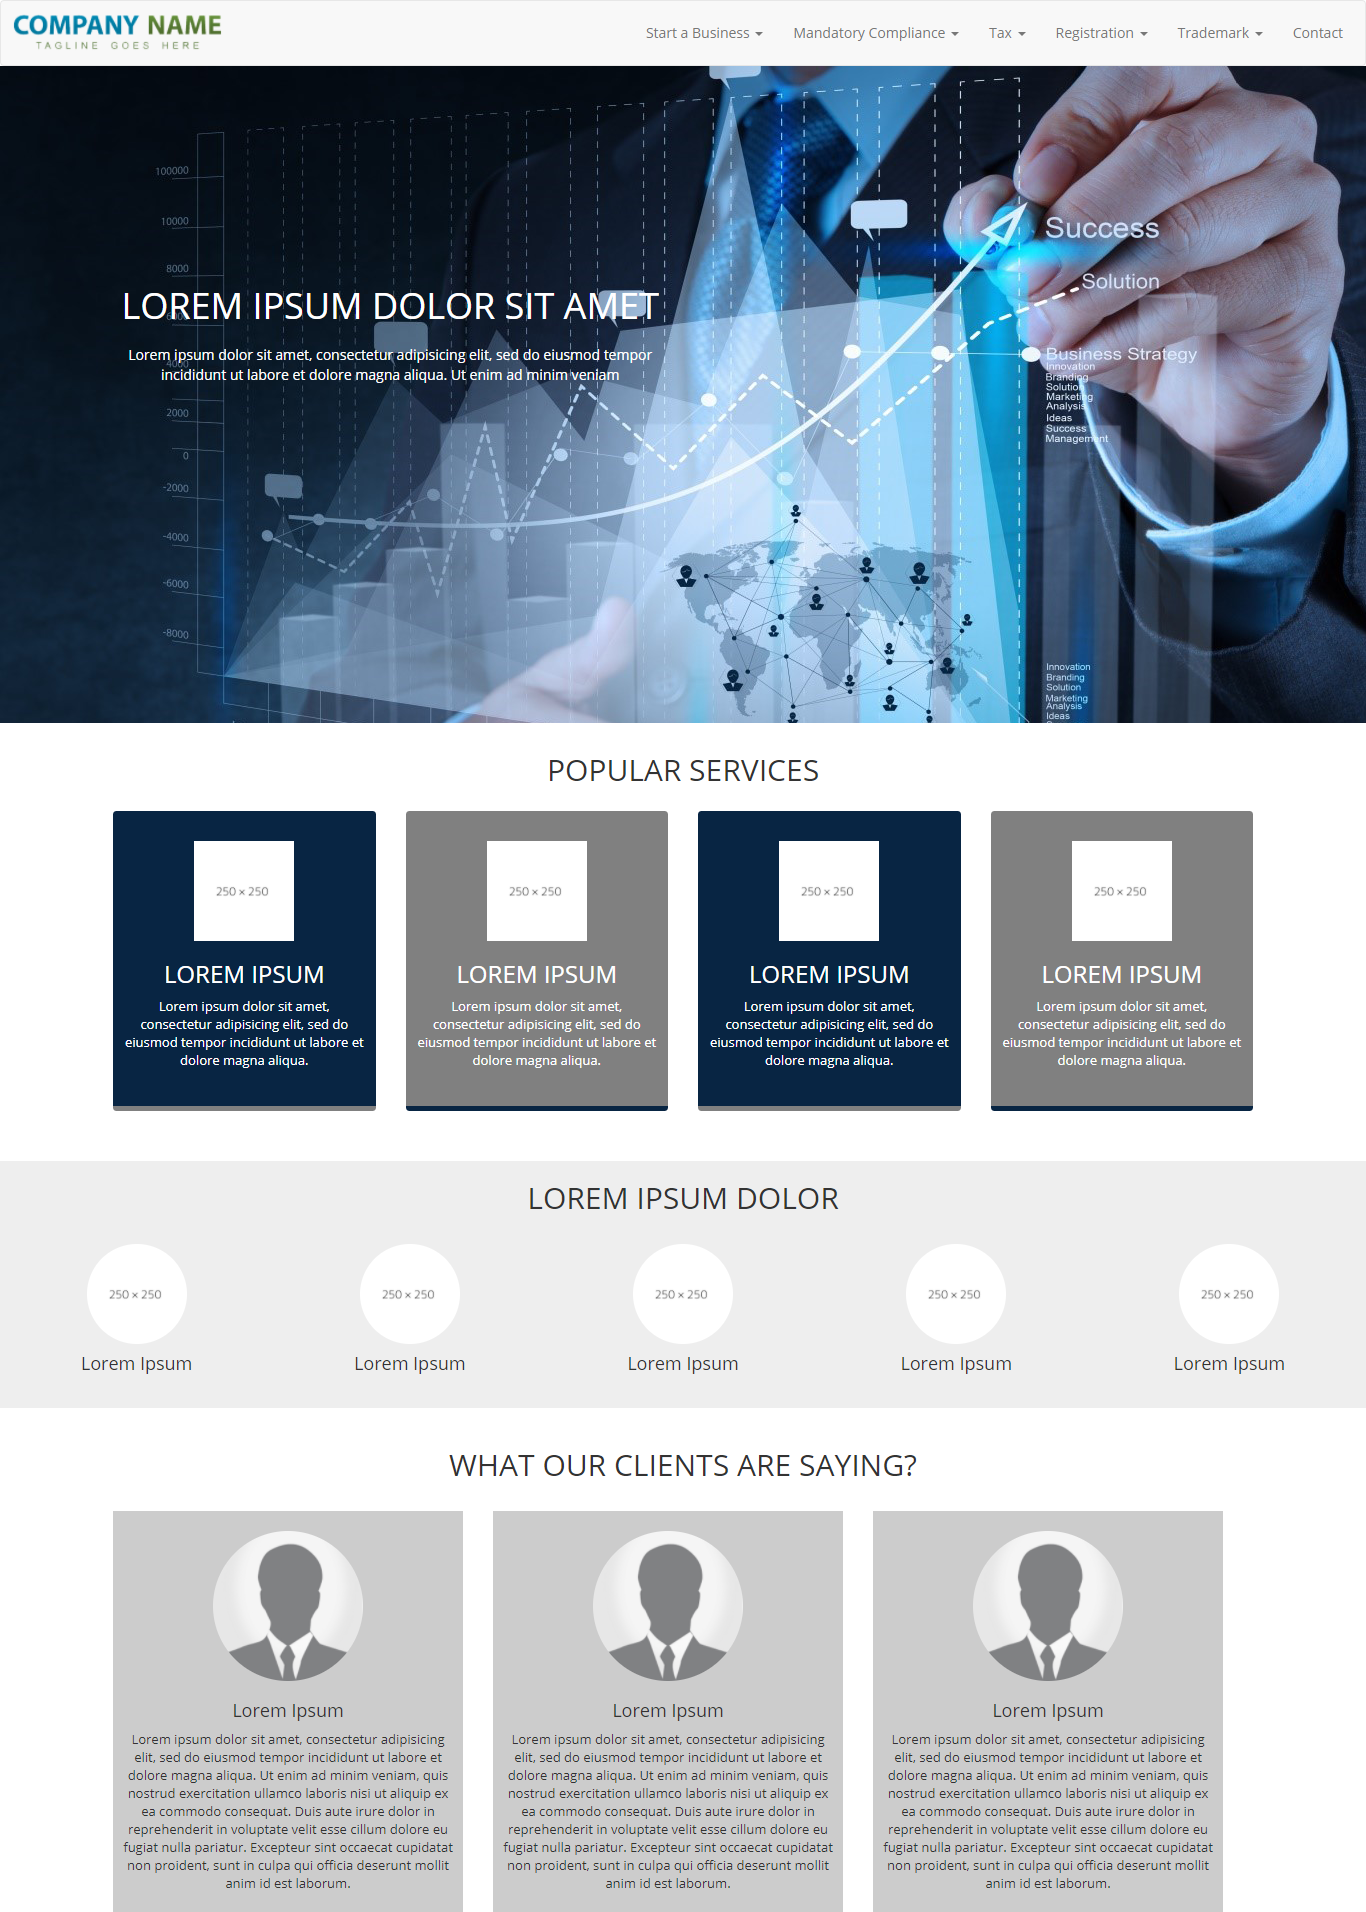 COMPANY NAME
TAGLINE GOES HERE
Start a Business Mandatory Compliance Tax Registration Trademark Contact
100000
10000
8000
Success
Solution
LOREM IPSUM DOLOR SIT AMET
Lorem ipsum dolor sit amet, consectetur adipisicing elit, sed do eiusmod tempor
incididunt ut labore et dolore magna aliqua. Ut enim ad minim veniam
4000
2000
0
-2000
-4000
-6000
-8000
Business Strategy
Innovation
Branding
Solution
Marketing
Analysis
Ideas
Success
Management
Innovation
Branding
Solution
Marketing
Analysis
Ideas
POPULAR SERVICES
250 × 250
LOREM IPSUM
Lorem ipsum dolor sit amet,
consectetur adipisicing elit, sed do
eiusmod tempor incididunt ut labore et
dolore magna aliqua.
250 × 250
LOREM IPSUM
Lorem ipsum dolor sit amet,
consectetur adipisicing elit, sed do
eiusmod tempor incididunt ut labore et
dolore magna aliqua.
250 × 250
LOREM IPSUM
Lorem ipsum dolor sit amet,
consectetur adipisicing elit, sed do
eiusmod tempor incididunt ut labore et
dolore magna aliqua.
250 × 250
LOREM IPSUM
Lorem ipsum dolor sit amet,
consectetur adipisicing elit, sed do
eiusmod tempor incididunt ut labore et
dolore magna aliqua.
LOREM IPSUM DOLOR
250 × 250
Lorem Ipsum
250 × 250
Lorem Ipsum
250 × 250
Lorem Ipsum
250 × 250
Lorem Ipsum
250 × 250
Lorem Ipsum
WHAT OUR CLIENTS ARE SAYING?
Lorem Ipsum
Lorem ipsum dolor sit amet, consectetur adipisicing
elit, sed do eiusmod tempor incididunt ut labore et
dolore magna aliqua. Ut enim ad minim veniam, quis
nostrud exercitation ullamco laboris nisi ut aliquip ex
ea commodo consequat. Duis aute irure dolor in
reprehenderit in voluptate velit esse cillum dolore eu
fugiat nulla pariatur. Excepteur sint occaecat cupidatat
non proident, sunt in culpa qui officia deserunt mollit
anim id est laborum.
Lorem Ipsum
Lorem ipsum dolor sit amet, consectetur adipisicing
elit, sed do eiusmod tempor incididunt ut labore et
dolore magna aliqua. Ut enim ad minim veniam, quis
nostrud exercitation ullamco laboris nisi ut aliquip ex
ea commodo consequat. Duis aute irure dolor in
reprehenderit in voluptate velit esse cillum dolore eu
fugiat nulla pariatur. Excepteur sint occaecat cupidatat
non proident, sunt in culpa qui officia deserunt mollit
anim id est laborum.
Lorem Ipsum
Lorem ipsum dolor sit amet, consectetur adipisicing
elit, sed do eiusmod tempor incididunt ut labore et
dolore magna aliqua. Ut enim ad minim veniam, quis
nostrud exercitation ullamco laboris nisi ut aliquip ex
ea commodo consequat. Duis aute irure dolor in
reprehenderit in voluptate velit esse cillum dolore eu
fugiat nulla pariatur. Excepteur sint occaecat cupidatat
non proident, sunt in culpa qui officia deserunt mollit
anim id est laborum.